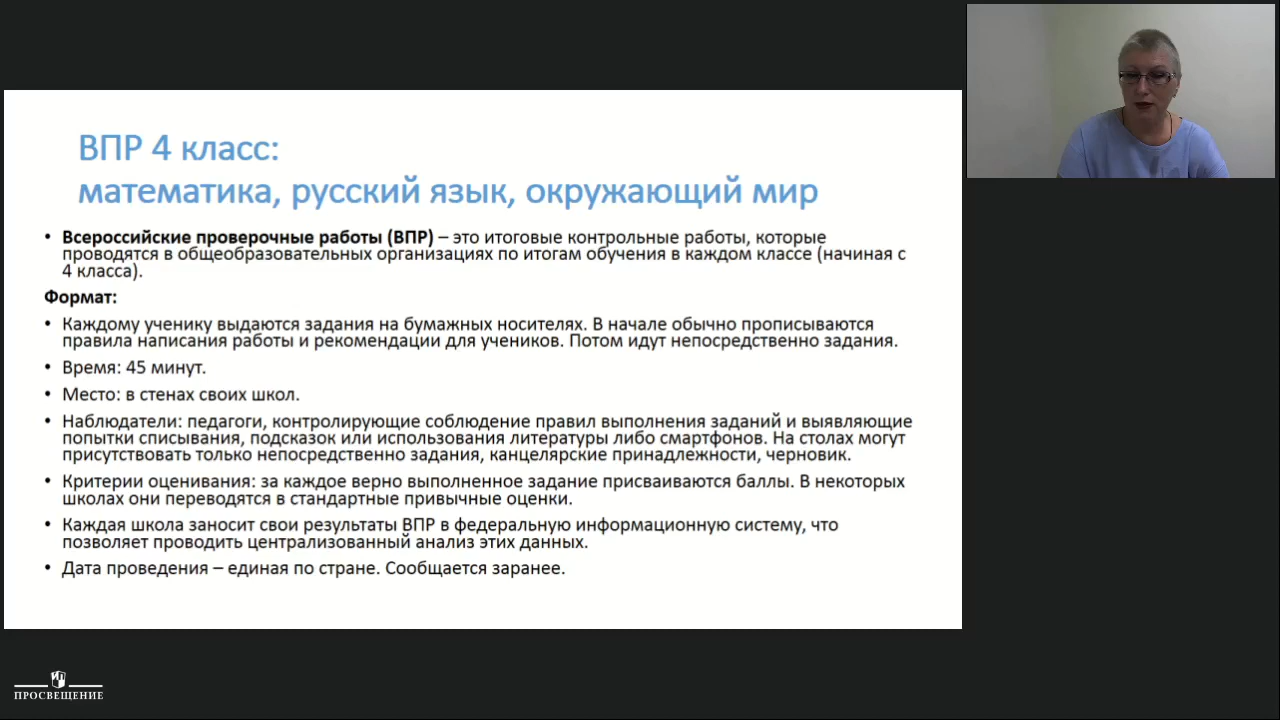 ВПР 4 класс:
математика, русский язык, окружающий мир
• Всероссийские проверочные работы (ВПР) – это итоговые контрольные работы, которые
проводятся в общеобразовательных организациях по итогам обучения в каждом классе (начиная с
4 класса).
Формат:
• Каждому ученику выдаются задания на бумажных носителях. В начале обычно прописываются
правила написания работы и рекомендации для учеников. Потом идут непосредственно задания.
• Время: 45 минут.
• Место: в стенах своих школ.
• Наблюдатели: педагоги, контролирующие соблюдение правил выполнения заданий и выявляющие
попытки списывания, подсказок или использования литературы либо смартфонов. На столах могут
присутствовать только непосредственно задания, канцелярские принадлежности, черновик.
• Критерии оценивания: за каждое верно выполненное задание присваиваются баллы. В некоторых
школах они переводятся в стандартные привычные оценки.
• Каждая школа заносит свои результаты ВПР в федеральную информационную систему, что
позволяет проводить централизованный анализ этих данных.
• Дата проведения – единая по стране. Сообщается заранее.
ПРОСВЕЩЕНИЕ